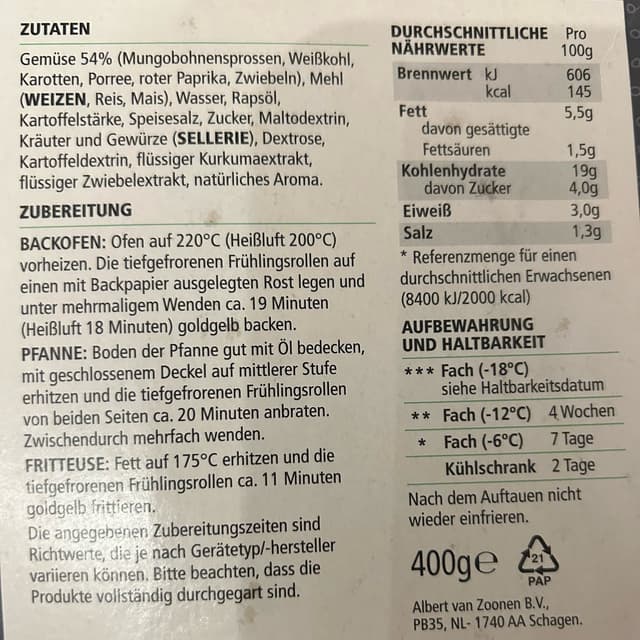 ZUTATEN
Gemüse 54% (Mungobohnensprossen, Weißkohl,
Karotten, Porree, roter Paprika, Zwiebeln), Mehl
(WEIZEN, Reis, Mais), Wasser, Rapsöl,
Kartoffelstärke, Speisesalz, Zucker, Maltodextrin,
Kräuter und Gewürze (SELLERIE), Dextrose,
Kartoffeldextrin, flüssiger Kurkumaextrakt,
flüssiger Zwiebelextrakt, natürliches Aroma.
ZUBEREITUNG
BACKOFEN: Ofen auf 220°C (Heißluft 200°C)
vorheizen. Die tiefgefrorenen Frühlingsrollen auf
einen mit Backpapier ausgelegten Rost legen und
unter mehrmaligem Wenden ca. 19 Minuten
(Heißluft 18 Minuten) goldgelb backen.
PFANNE: Boden der Pfanne gut mit Öl bedecken,
mit geschlossenem Deckel auf mittlerer Stufe
erhitzen und die tiefgefrorenen Frühlingsrollen
von beiden Seiten ca. 20 Minuten anbraten.
Zwischendurch mehrfach wenden.
FRITTEUSE: Fett auf 175°C erhitzen und die
tiefgefrorenen Frühlingsrollen ca. 11 Minuten
goldgelb frittieren.
Die angegebenen Zubereitungszeiten sind
Richtwerte, die je nach Gerätetyp/-hersteller
variieren können. Bitte beachten, dass die
Produkte vollständig durchgegart sind.
DURCHSCHNITTLICHE Pro
NÄHRWERTE 100g
Brennwert kJ 606
kcal 145
Fett 5,5g
davon gesättigte
Fettsäuren 1,5g
Kohlenhydrate 19g
davon Zucker 4,0g
Eiweiß 3,0g
Salz 1,3g
* Referenzmenge für einen
durchschnittlichen Erwachsenen
(8400 kJ/2000 kcal)
AUFBEWAHRUNG
UND HALTBARKEIT
*** Fach (-18°C)
siehe Haltbarkeitsdatum
** Fach (-12°C) 4 Wochen
* Fach (-6°C) 7 Tage
Kühlschrank 2 Tage
Nach dem Auftauen nicht
wieder einfrieren.
400g℮
21
PAP
Albert van Zoonen B.V.,
PB35, NL- 1740 AA Schagen.